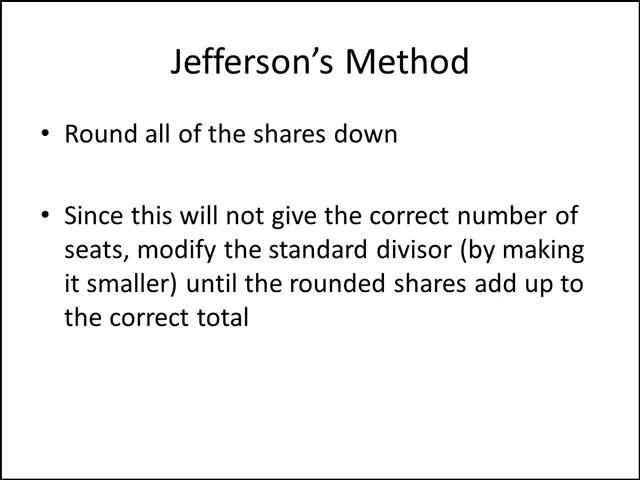 Jefferson’s Method
• Round all of the shares down
• Since this will not give the correct number of
seats, modify the standard divisor (by making
it smaller) until the rounded shares add up to
the correct total